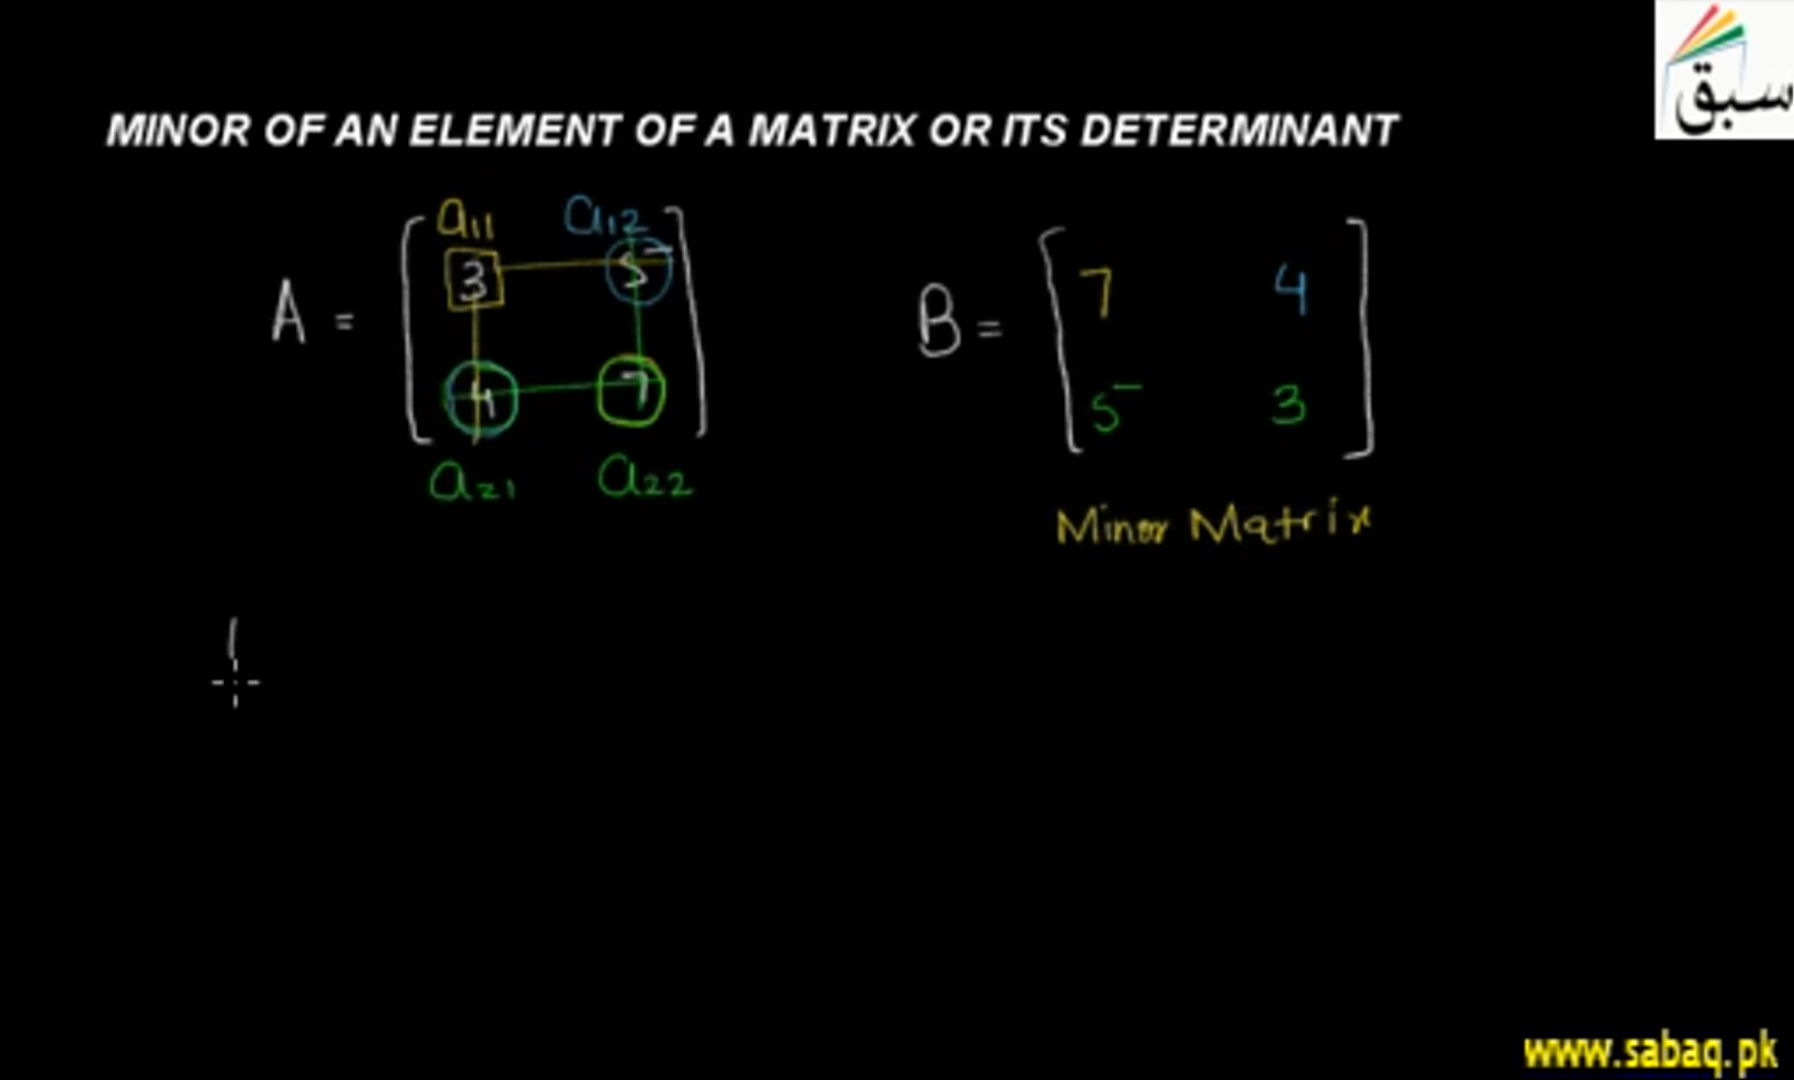 سبق
MINOR OF AN ELEMENT OF A MATRIX OR ITS DETERMINANT
a11 a12
A = [ 3 5
4 7 ]
a21 a22
B = [ 7 4
5 3 ]
Minor Matrix
www.sabaq.pk